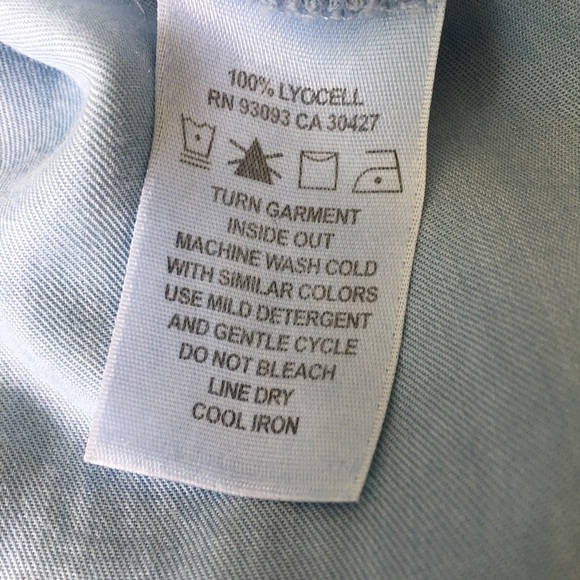 100% LYOCELL
RN 93093 CA 30427
TURN GARMENT
INSIDE OUT
MACHINE WASH COLD
WITH SIMILAR COLORS
USE MILD DETERGENT
AND GENTLE CYCLE
DO NOT BLEACH
LINE DRY
COOL IRON